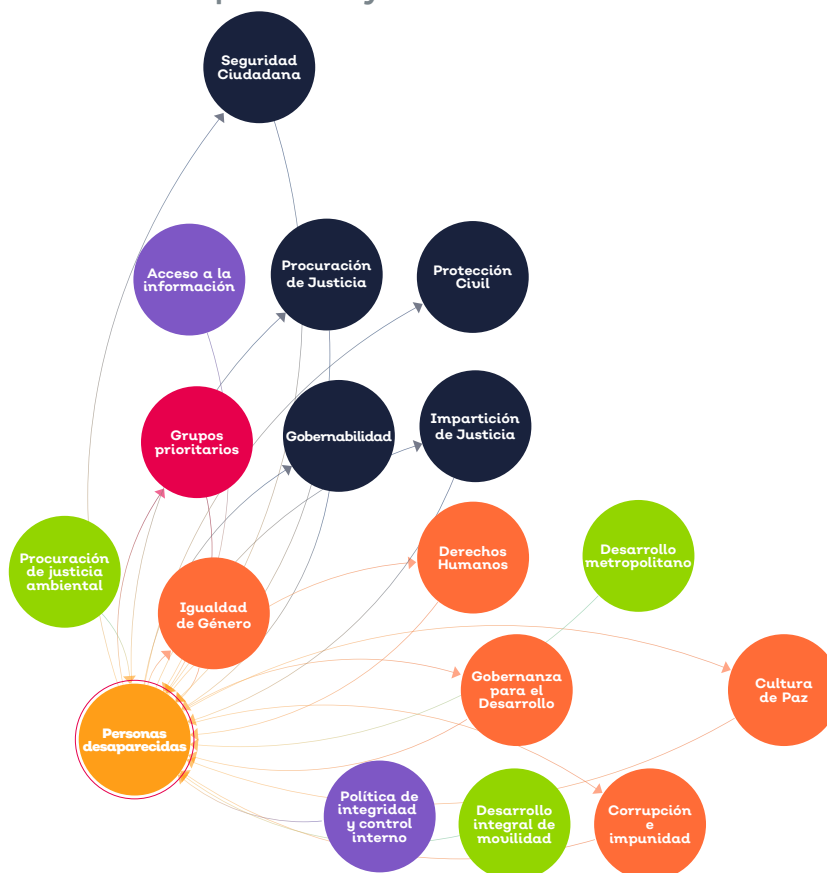 Seguridad
Ciudadana
Acceso a la
información
Procuración
de Justicia
Protección
Civil
Grupos
prioritarios
Gobernabilidad
Impartición
de Justicia
Procuración
de justicia
ambiental
Igualdad
de Género
Derechos
Humanos
Desarrollo
metropolitano
Personas
desaparecidas
Gobernanza
para el
Desarrollo
Cultura
de Paz
Política de
integridad
y control
interno
Desarrollo
integral de
movilidad
Corrupción
e
impunidad